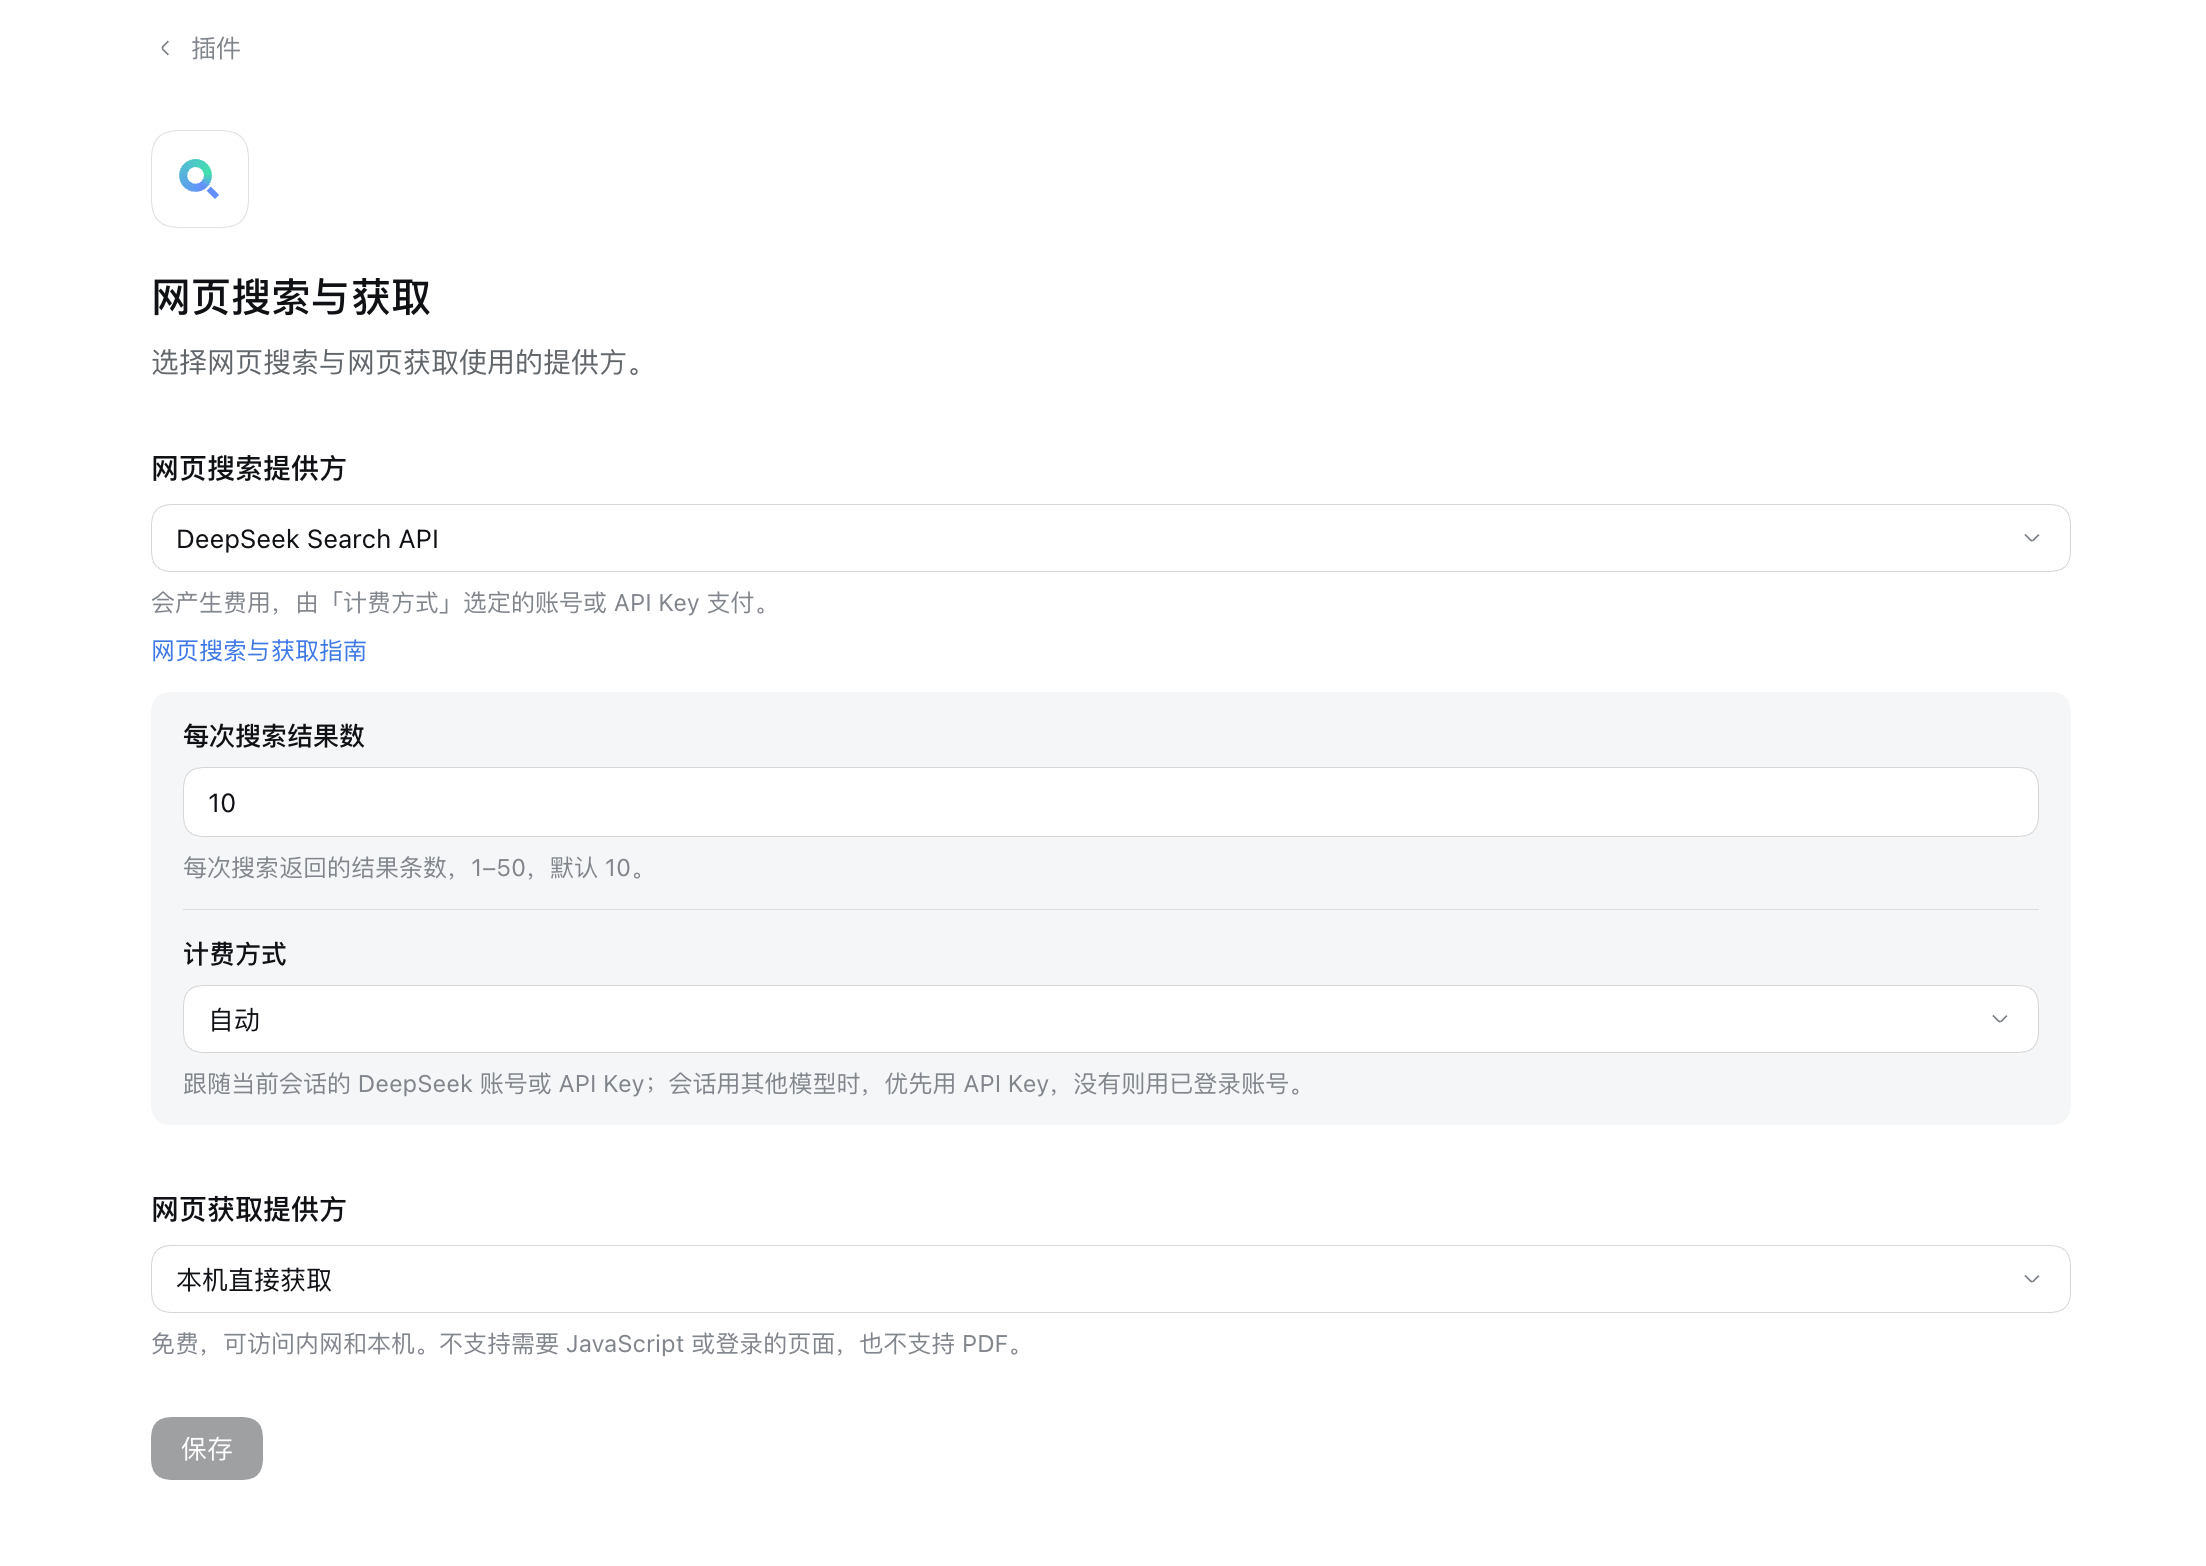 插件
网页搜索与获取
选择网页搜索与网页获取使用的提供方。
网页搜索提供方
DeepSeek Search API
会产生费用，由「计费方式」选定的账号或 API Key 支付。
网页搜索与获取指南
每次搜索结果数
10
每次搜索返回的结果条数，1–50，默认 10。
计费方式
自动
跟随当前会话的 DeepSeek 账号或 API Key；会话用其他模型时，优先用 API Key，没有则用已登录账号。
网页获取提供方
本机直接获取
免费，可访问内网和本机。不支持需要 JavaScript 或登录的页面，也不支持 PDF。
保存